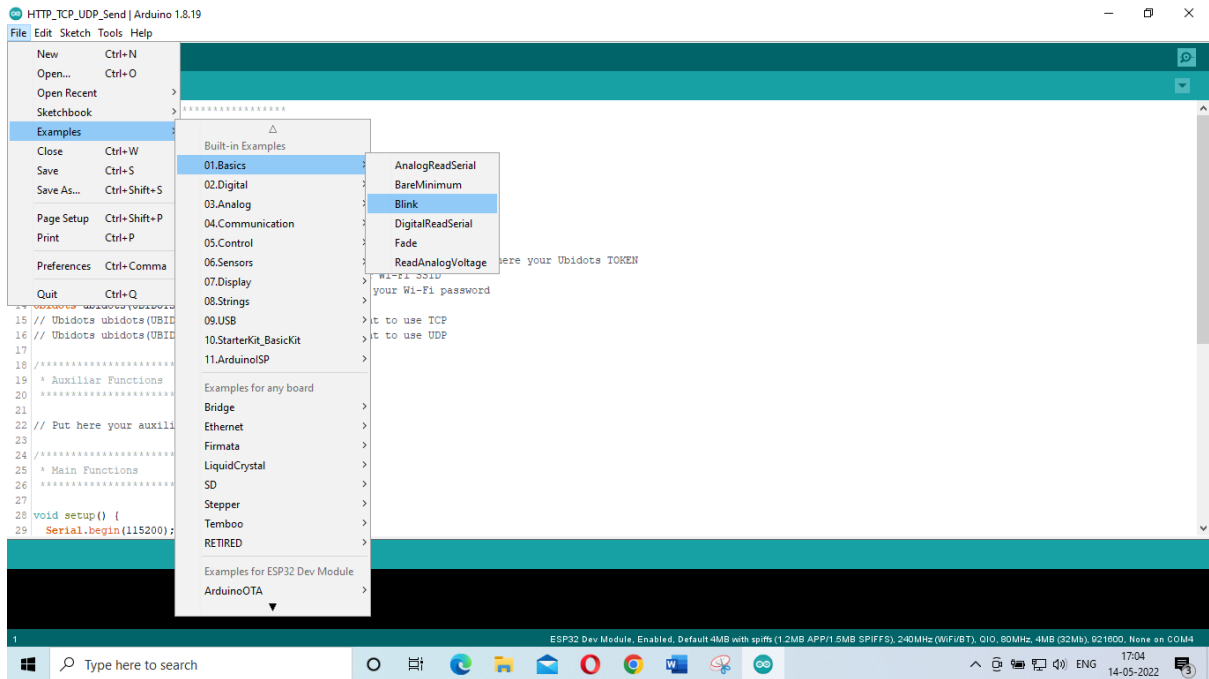 HTTP_TCP_UDP_Send | Arduino 1.8.19
File Edit Sketch Tools Help
New Ctrl+N
Open... Ctrl+O
Open Recent
Sketchbook
Examples
Close Ctrl+W
Save Ctrl+S
Save As... Ctrl+Shift+S
Page Setup Ctrl+Shift+P
Print Ctrl+P
Preferences Ctrl+Comma
Quit Ctrl+Q
Built-in Examples
01.Basics
02.Digital
03.Analog
04.Communication
05.Control
06.Sensors
07.Display
08.Strings
09.USB
10.StarterKit_BasicKit
11.ArduinoISP
Examples for any board
Bridge
Ethernet
Firmata
LiquidCrystal
SD
Stepper
Temboo
RETIRED
Examples for ESP32 Dev Module
ArduinoOTA
AnalogReadSerial
BareMinimum
Blink
DigitalReadSerial
Fade
ReadAnalogVoltage
*****************
here your Ubidots TOKEN
Wi-Fi SSID
your Wi-Fi password
15 // Ubidots ubidots(UBID
t to use TCP
16 // Ubidots ubidots(UBID
t to use UDP
17
18 /**********************
19 * Auxiliar Functions
20 **********************
21
22 // Put here your auxili
23
24 /**********************
25 * Main Functions
26 **********************
27
28 void setup() {
29 Serial.begin(115200);
1
ESP32 Dev Module, Enabled, Default 4MB with spiffs (1.2MB APP/1.5MB SPIFFS), 240MHz (WiFi/BT), QIO, 80MHz, 4MB (32Mb), 921600, None on COM4
Type here to search
ENG
17:04
14-05-2022
3